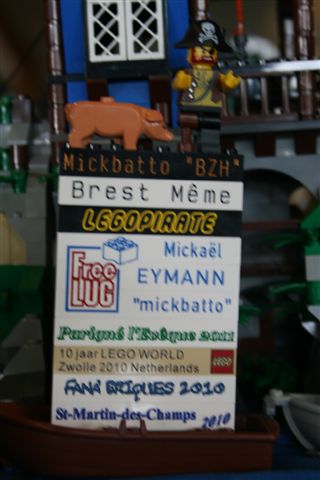 Mickbatto "BZH"
Brest Même
LEGOPIRATE
Free LUG
Mickaël
EYMANN
"mickbatto"
Parigné l'Evêque 2011
10 jaar LEGO WORLD
Zwolle 2010 Netherlands
LEGO
FANA BRIQUES 2010
St-Martin-des-Champs 2010